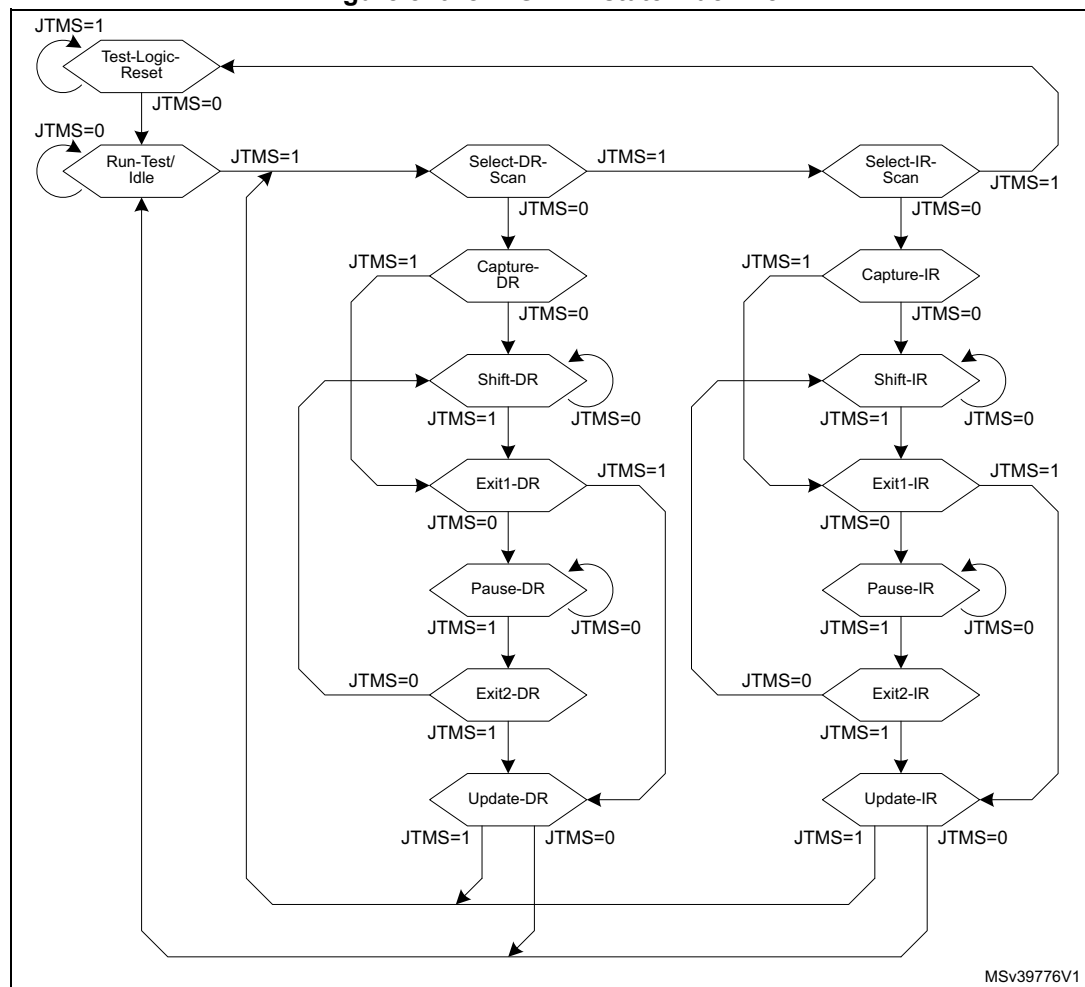 JTMS=1
Test-Logic-
Reset
JTMS=0
JTMS=0
Run-Test/
Idle
JTMS=1
Select-DR-
Scan
JTMS=1
Select-IR-
Scan
JTMS=1
JTMS=0
JTMS=0
JTMS=1
Capture-
DR
JTMS=1
Capture-IR
JTMS=0
JTMS=0
Shift-DR
Shift-IR
JTMS=1
JTMS=0
JTMS=1
JTMS=0
Exit1-DR
JTMS=1
Exit1-IR
JTMS=1
JTMS=0
JTMS=0
Pause-DR
Pause-IR
JTMS=1
JTMS=0
JTMS=1
JTMS=0
JTMS=0
Exit2-DR
JTMS=0
Exit2-IR
JTMS=1
JTMS=1
Update-DR
Update-IR
JTMS=1
JTMS=0
JTMS=1
JTMS=0
MSv39776V1